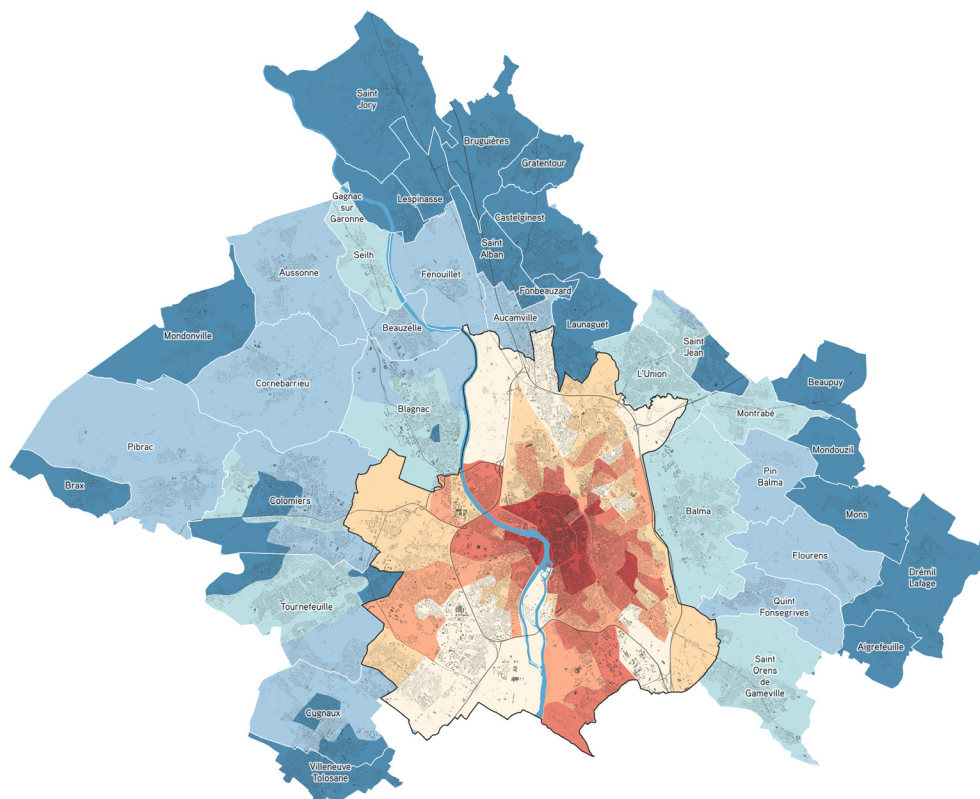 Saint
Jory
Bruguières
Gratentour
Gagnac
sur
Garonne
Lespinasse
Castelginest
Seilh
Saint
Alban
Aussonne
Fenouillet
Fonbeauzard
Mondonville
Beauzelle
Aucamville
Launaguet
Cornebarrieu
L'Union
Saint
Jean
Beaupuy
Blagnac
Montrabé
Pibrac
Mondouzil
Brax
Colomiers
Pin
Balma
Balma
Mons
Flourens
Drémil
Lafage
Tournefeuille
Quint
Fonsegrives
Aigrefeuille
Saint
Orens
de
Gameville
Cugnaux
Villeneuve
Tolosane